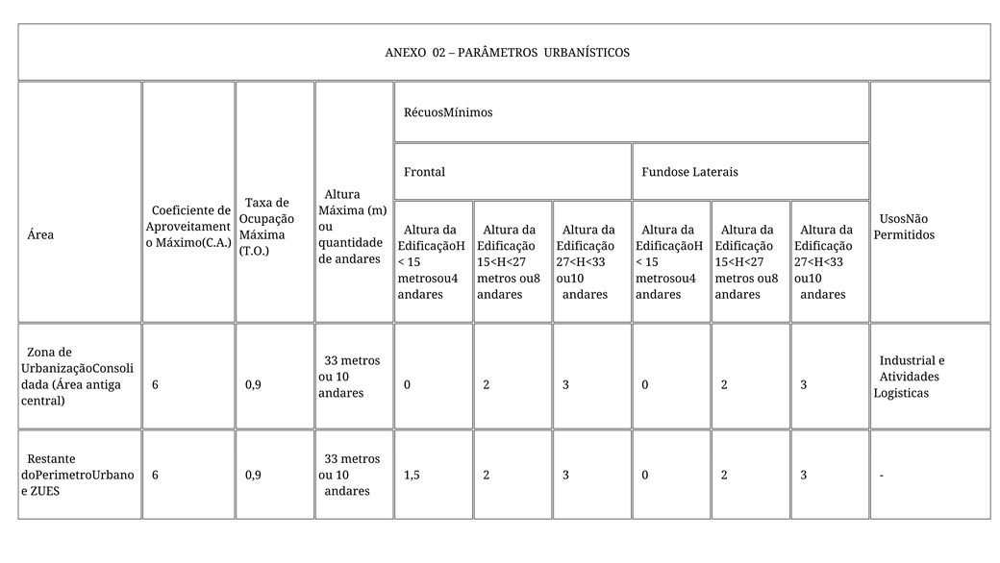 ANEXO 02 – PARÂMETROS URBANÍSTICOS
Área
Coeficiente de
Aproveitament
o Máximo(C.A.)
Taxa de
Ocupação
Máxima
(T.O.)
Altura
Máxima (m)
ou
quantidade
de andares
RécuosMínimos
Frontal
Fundose Laterais
Altura da
EdificaçãoH
< 15
metrosou4
andares
Altura da
Edificação
15<H<27
metros ou8
andares
Altura da
Edificação
27<H<33
ou10
andares
Altura da
EdificaçãoH
< 15
metrosou4
andares
Altura da
Edificação
15<H<27
metros ou8
andares
Altura da
Edificação
27<H<33
ou10
andares
UsosNão
Permitidos
Zona de
UrbanizaçãoConsoli
dada (Área antiga
central)
6
0,9
33 metros
ou 10
andares
0
2
3
0
2
3
Industrial e
Atividades
Logisticas
Restante
doPerimetroUrbano
e ZUES
6
0,9
33 metros
ou 10
andares
1,5
2
3
0
2
3
-